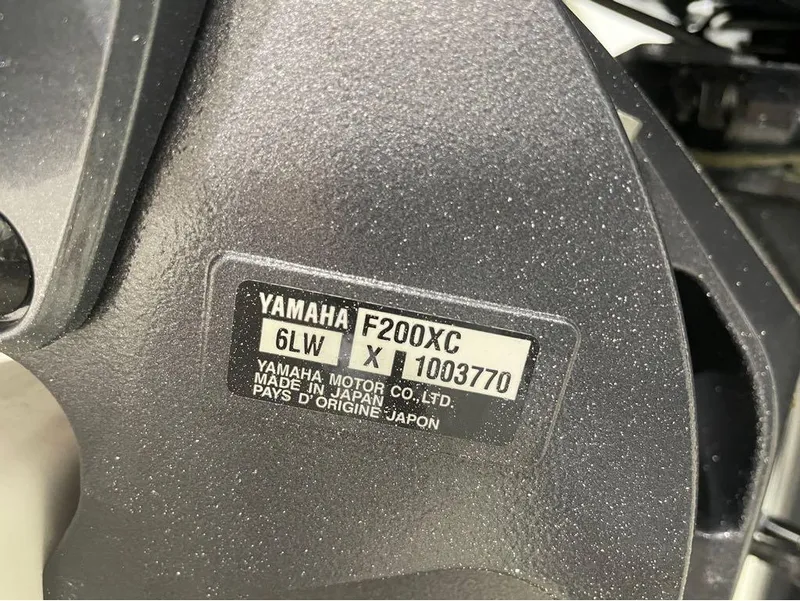 YAMAHA F200XC
6LW X 1003770
YAMAHA MOTOR CO.,LTD.
MADE IN JAPAN
PAYS D'ORIGINE JAPON